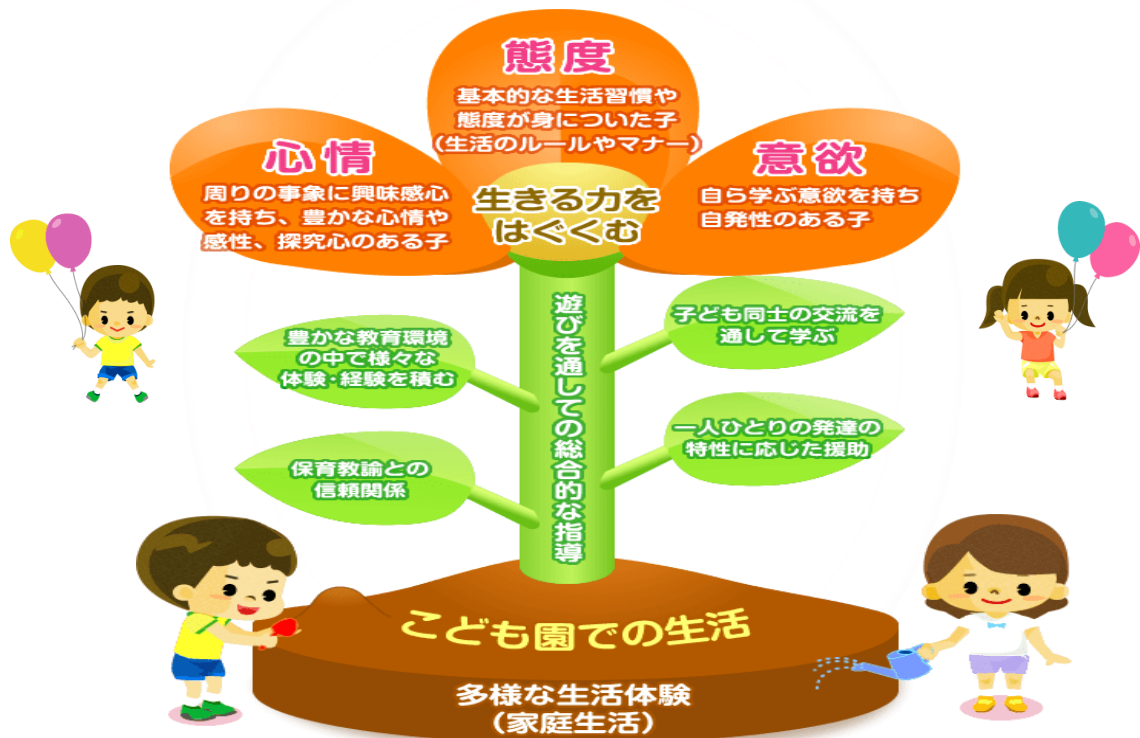 態度
基本的な生活習慣や
態度が身についた子
(生活のルールやマナー)
心情
周りの事象に興味感心
を持ち、豊かな心情や
感性、探究心のある子
意欲
自ら学ぶ意欲を持ち
自発性のある子
生きる力を
はぐくむ
遊びを通しての総合的な指導
豊かな教育環境
の中で様々な
体験・経験を積む
子ども同士の交流を
通して学ぶ
保育教諭との
信頼関係
一人ひとりの発達の
特性に応じた援助
こども園での生活
多様な生活体験
(家庭生活)